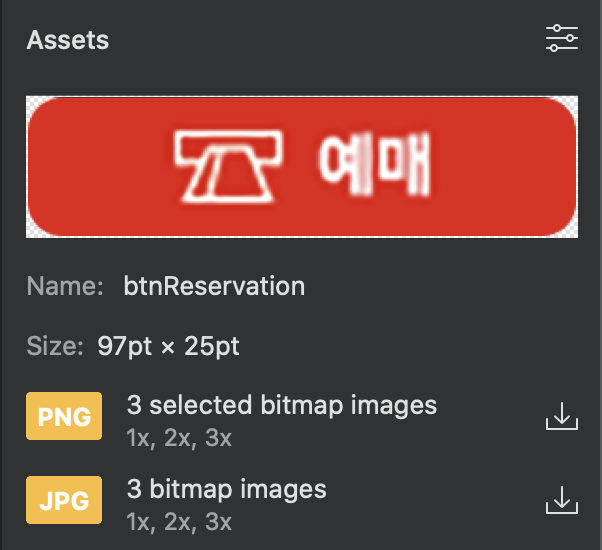 Assets
예매
Name: btnReservation
Size: 97pt × 25pt
PNG
3 selected bitmap images
1x, 2x, 3x
JPG
3 bitmap images
1x, 2x, 3x